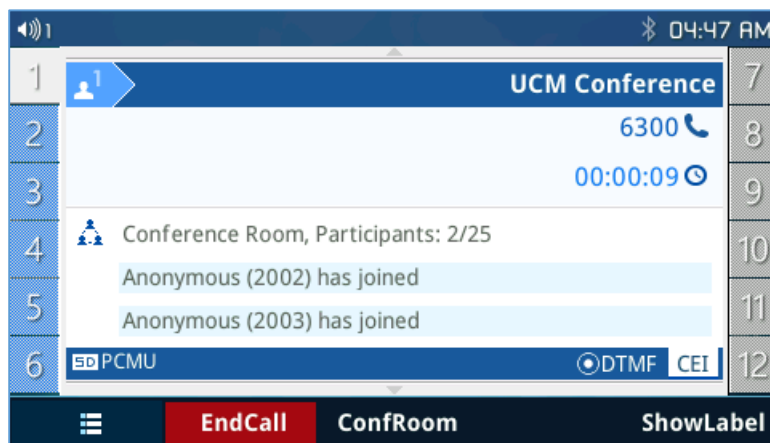 1 04:47 AM
1 1 UCM Conference 7
2 6300 8
3 00:00:09 9
4 Conference Room, Participants: 2/25 10
Anonymous (2002) has joined
5 Anonymous (2003) has joined 11
6 SD PCMU DTMF CEI 12
EndCall ConfRoom ShowLabel